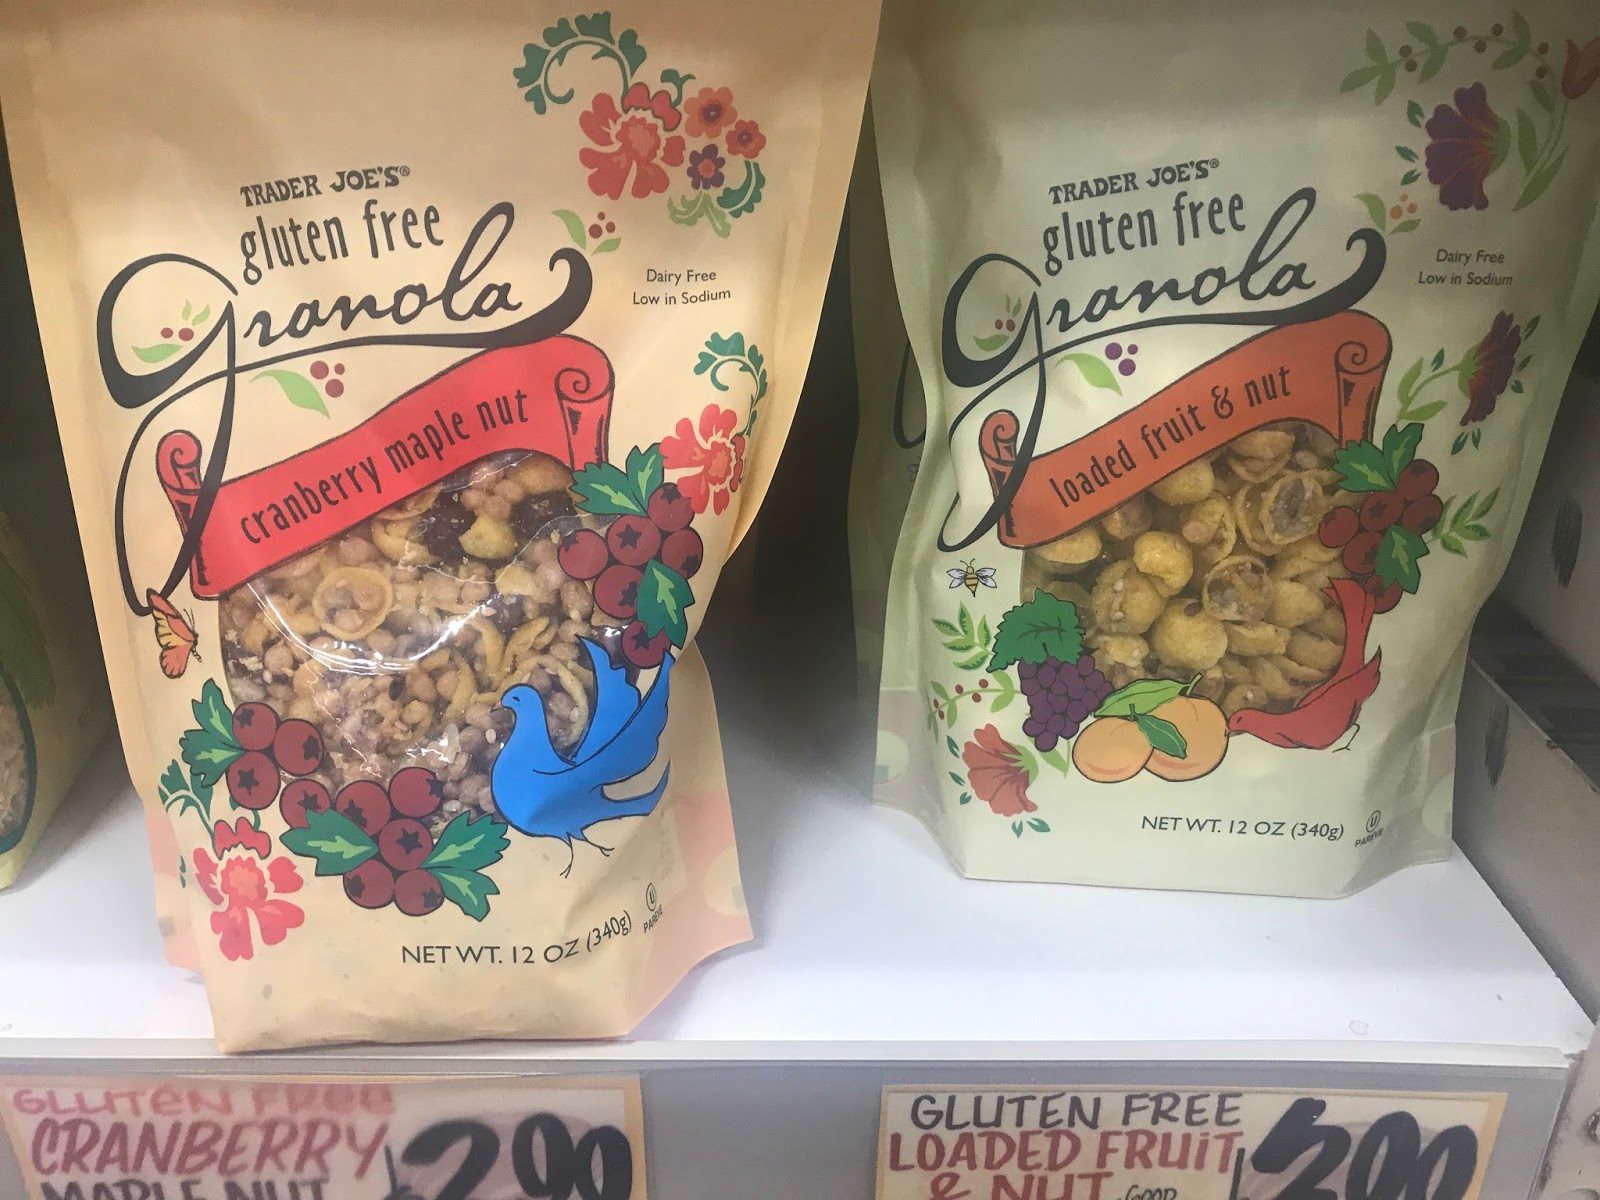 TRADER JOE'S®
gluten free
granola
Dairy Free
Low in Sodium
cranberry maple nut
NET WT. 12 OZ (340g)
U
PAREVE
TRADER JOE'S®
gluten free
granola
Dairy Free
Low in Sodium
loaded fruit & nut
NET WT. 12 OZ (340g)
U
PAREVE
GLUTEN FREE
CRANBERRY
MAPLE NUT
GLUTEN FREE
LOADED FRUiT
& NUT